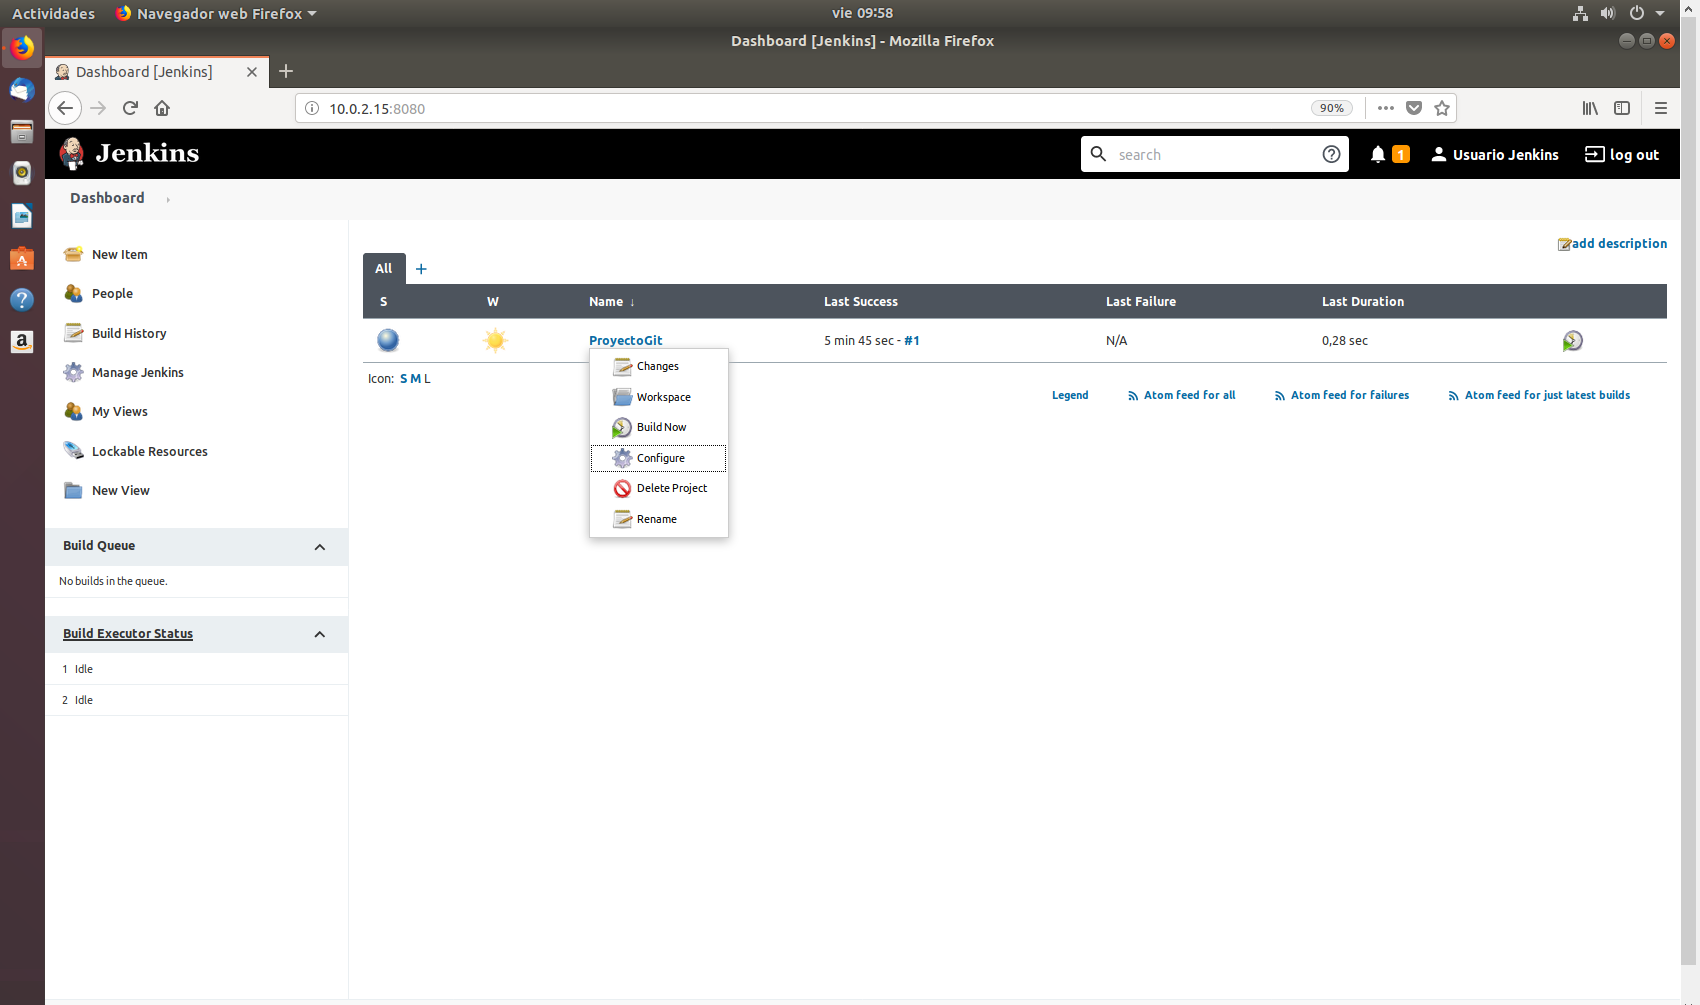 Actividades Navegador web Firefox vie 09:58
Dashboard [Jenkins] - Mozilla Firefox
Dashboard [Jenkins]
10.0.2.15:8080 90%
Jenkins search 1 Usuario Jenkins log out
Dashboard
New Item
People
Build History
Manage Jenkins
My Views
Lockable Resources
New View
Build Queue
No builds in the queue.
Build Executor Status
1 Idle
2 Idle
add description
All +
S W Name ↓ Last Success Last Failure Last Duration
ProyectoGit 5 min 45 sec - #1 N/A 0,28 sec
Changes
Workspace
Build Now
Configure
Delete Project
Rename
Icon: S M L
Legend Atom feed for all Atom feed for failures Atom feed for just latest builds